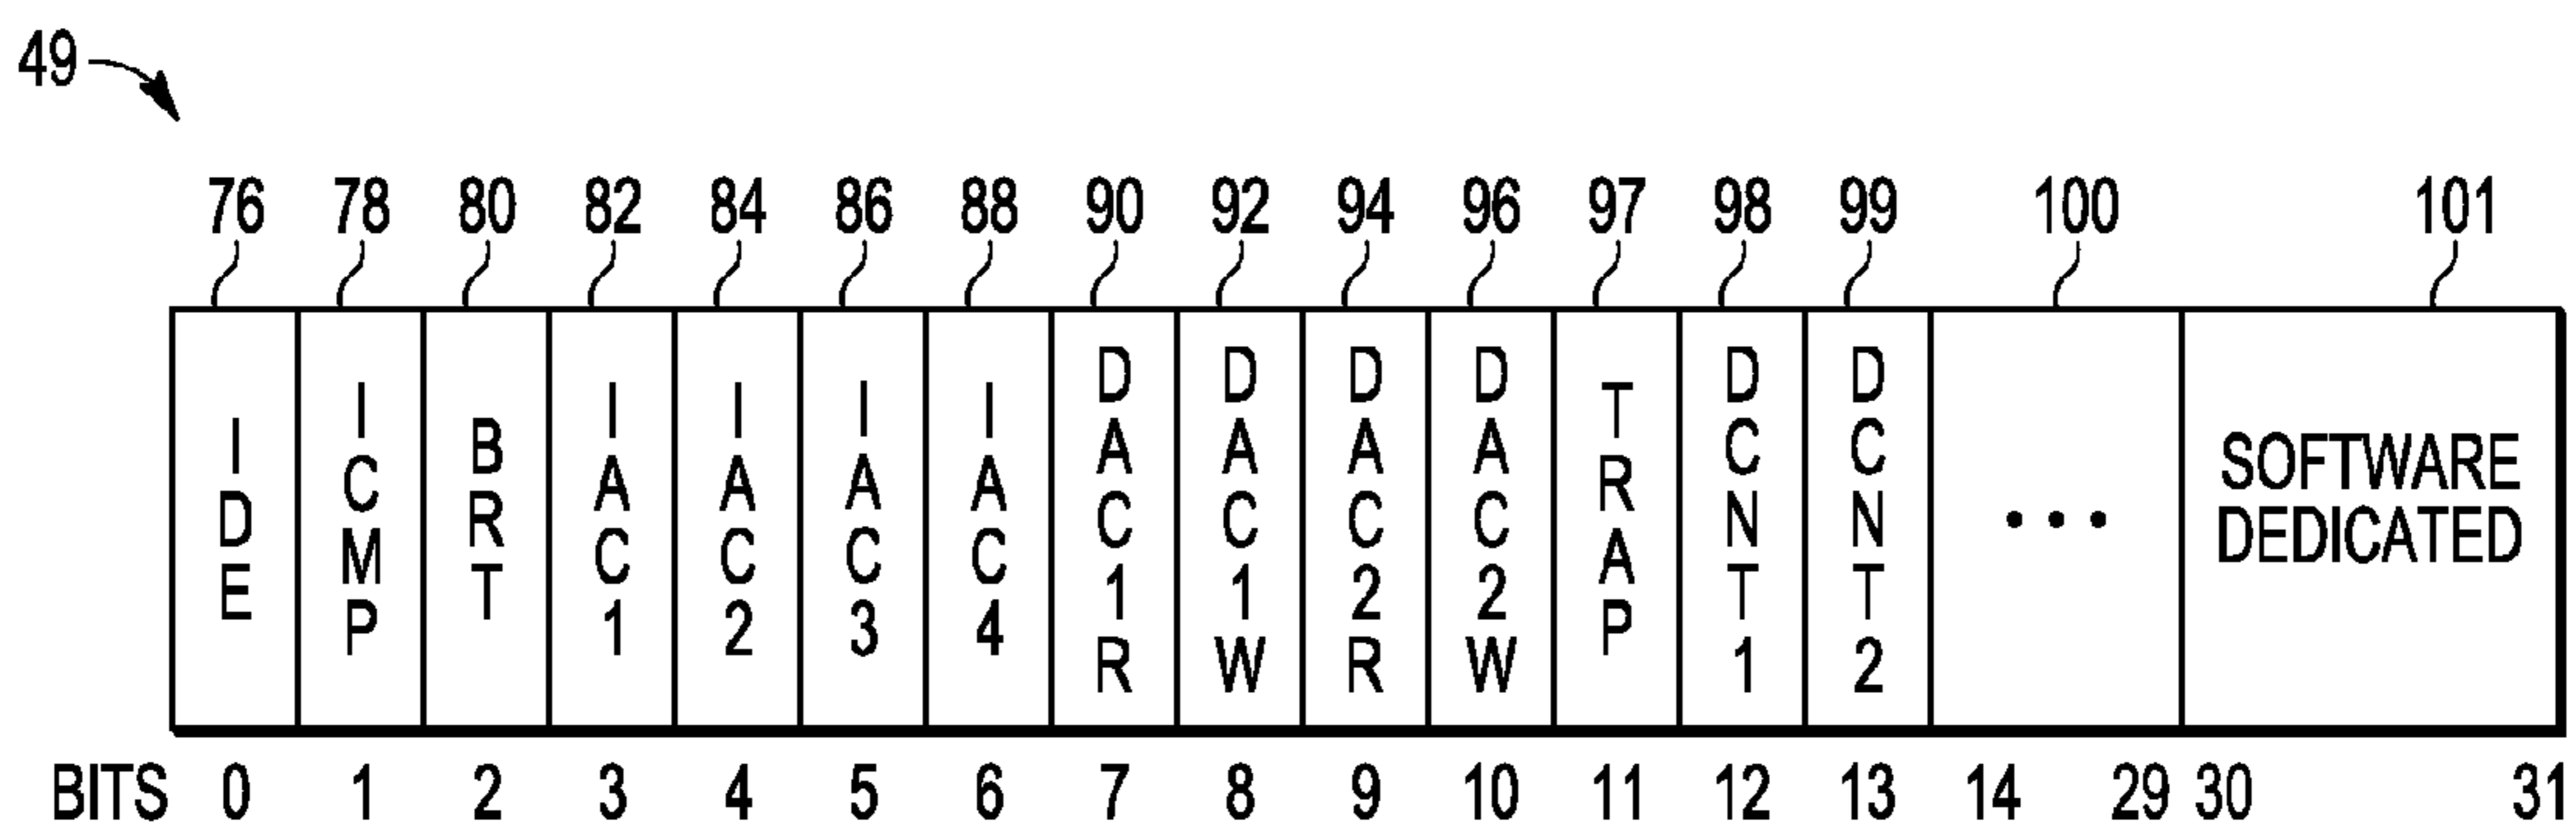 49
76 78 80 82 84 86 88 90 92 94 96 97 98 99 100 101
IDE ICMP BRT IAC1 IAC2 IAC3 IAC4 DAC1R DAC1W DAC2R DAC2W TRAP DCNT1 DCNT2 ••• SOFTWARE
DEDICATED
BITS 0 1 2 3 4 5 6 7 8 9 10 11 12 13 14 29 30 31